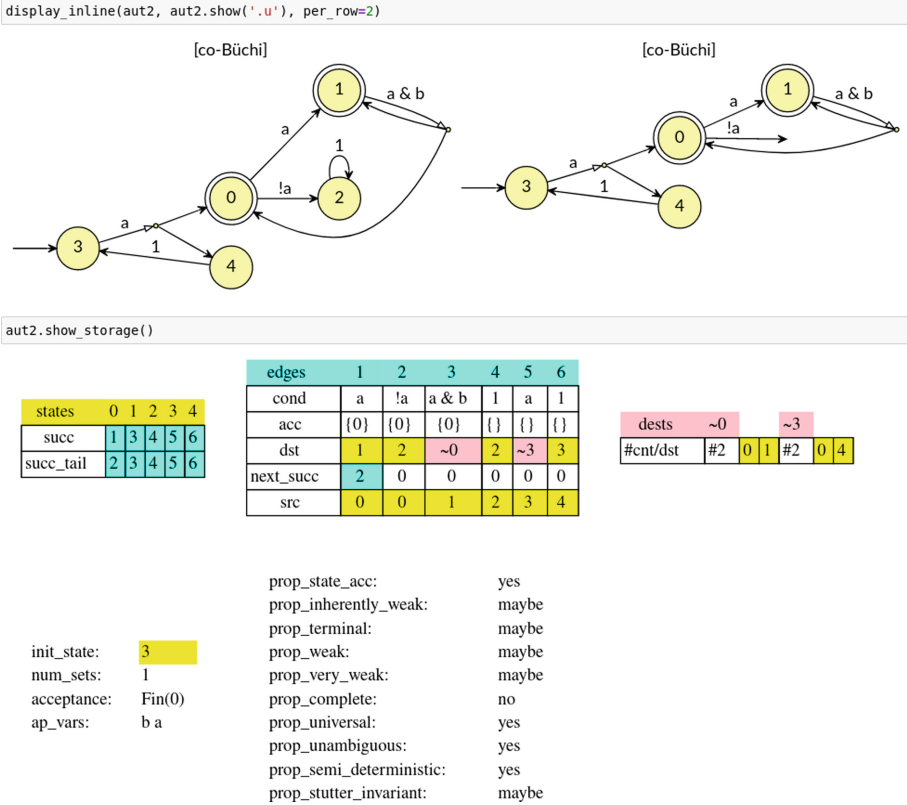 display_inline(aut2, aut2.show('.u'), per_row=2)
[co-Büchi]
1
a & b
a
1
0
!a
2
a
3
1
4
[co-Büchi]
1
a & b
a
0
!a
a
3
1
4
aut2.show_storage()
states 0 1 2 3 4
succ 1 3 4 5 6
succ_tail 2 3 4 5 6
edges 1 2 3 4 5 6
cond a !a a & b 1 a 1
acc {0} {0} {0} {} {} {}
dst 1 2 ~0 2 ~3 3
next_succ 2 0 0 0 0 0
src 0 0 1 2 3 4
dests ~0 ~3
#cnt/dst #2 0 1 #2 0 4
init_state: 3
num_sets: 1
acceptance: Fin(0)
ap_vars: b a
prop_state_acc: yes
prop_inherently_weak: maybe
prop_terminal: maybe
prop_weak: maybe
prop_very_weak: maybe
prop_complete: no
prop_universal: yes
prop_unambiguous: yes
prop_semi_deterministic: yes
prop_stutter_invariant: maybe